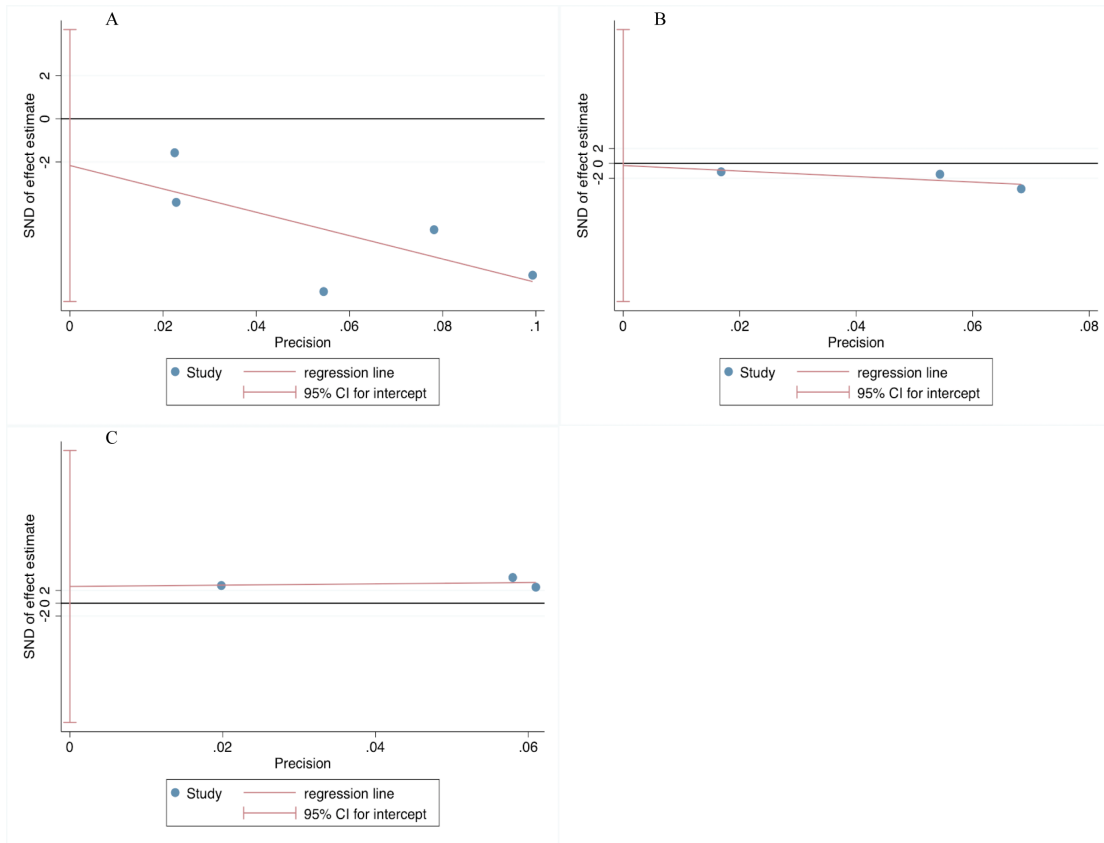 A
SND of effect estimate
2
0
-2
0 .02 .04 .06 .08 .1
Precision
Study regression line
95% CI for intercept
B
SND of effect estimate
2
0
-2
0 .02 .04 .06 .08
Precision
Study regression line
95% CI for intercept
C
SND of effect estimate
2
0
-2
0 .02 .04 .06
Precision
Study regression line
95% CI for intercept